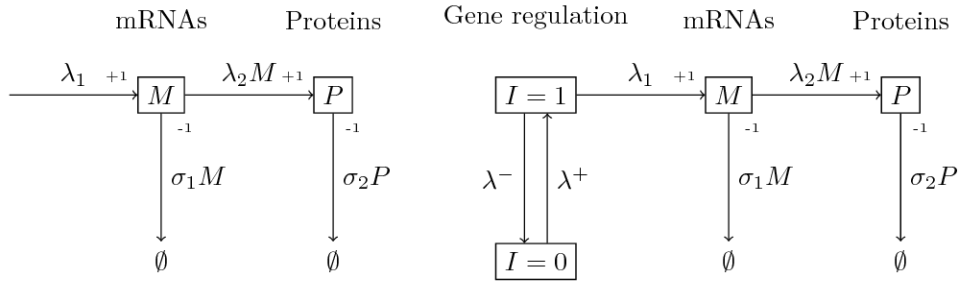 mRNAs Proteins Gene regulation mRNAs Proteins
λ₁ +1 M λ₂M +1 P I = 1 λ₁ +1 M λ₂M +1 P
-1 -1 -1 -1
σ₁M σ₂P λ⁻ λ⁺ σ₁M σ₂P
∅ ∅ I = 0 ∅ ∅